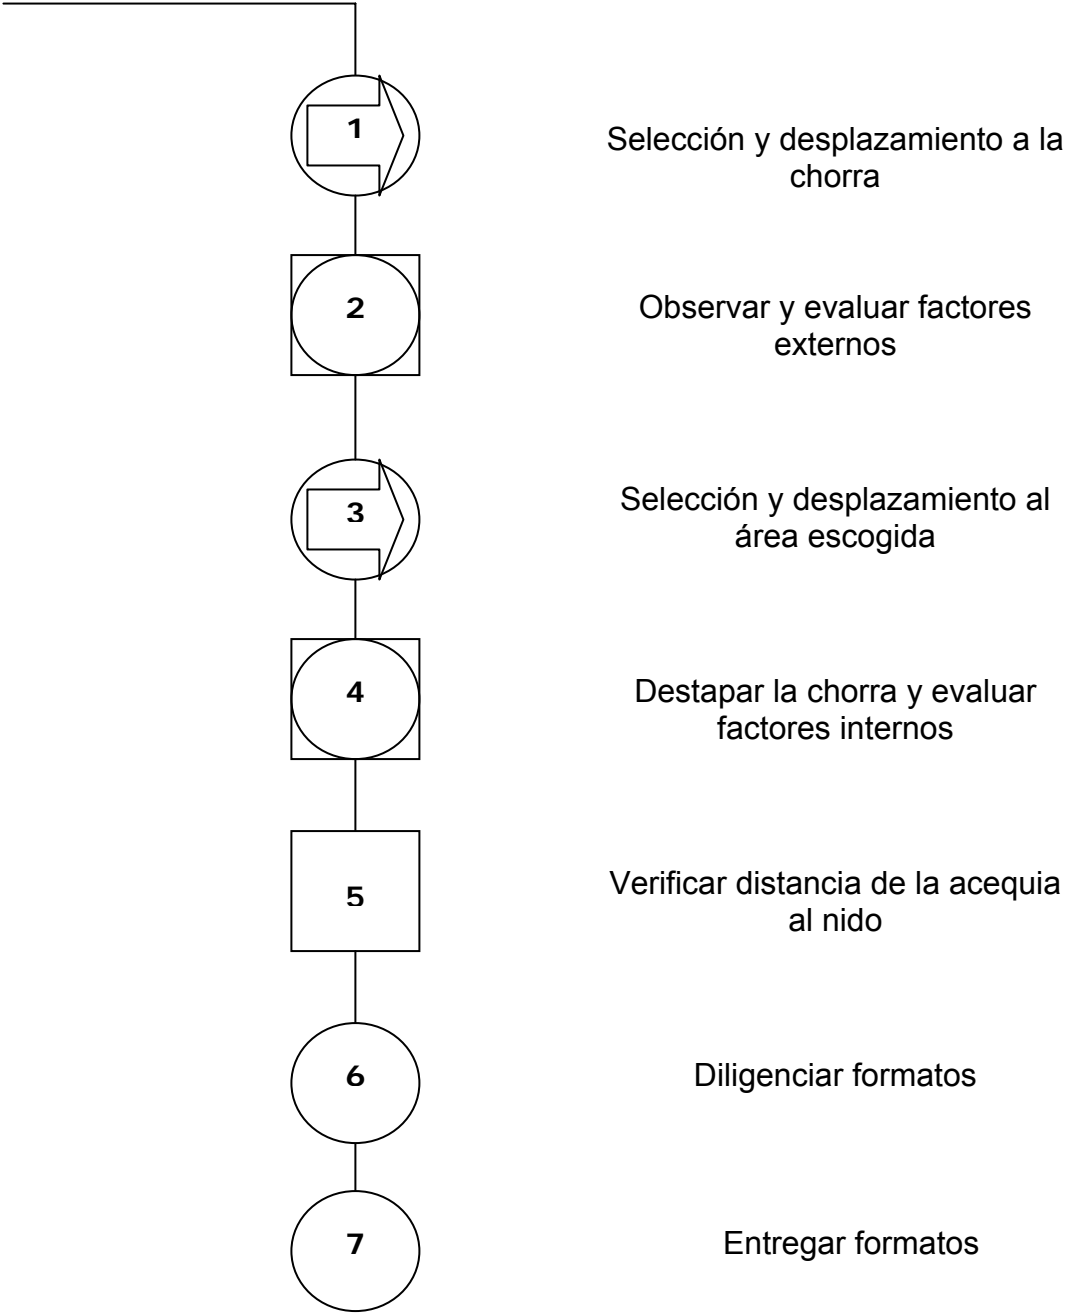 1
Selección y desplazamiento a la
chorra
2
Observar y evaluar factores
externos
3
Selección y desplazamiento al
área escogida
4
Destapar la chorra y evaluar
factores internos
5
Verificar distancia de la acequia
al nido
6
Diligenciar formatos
7
Entregar formatos